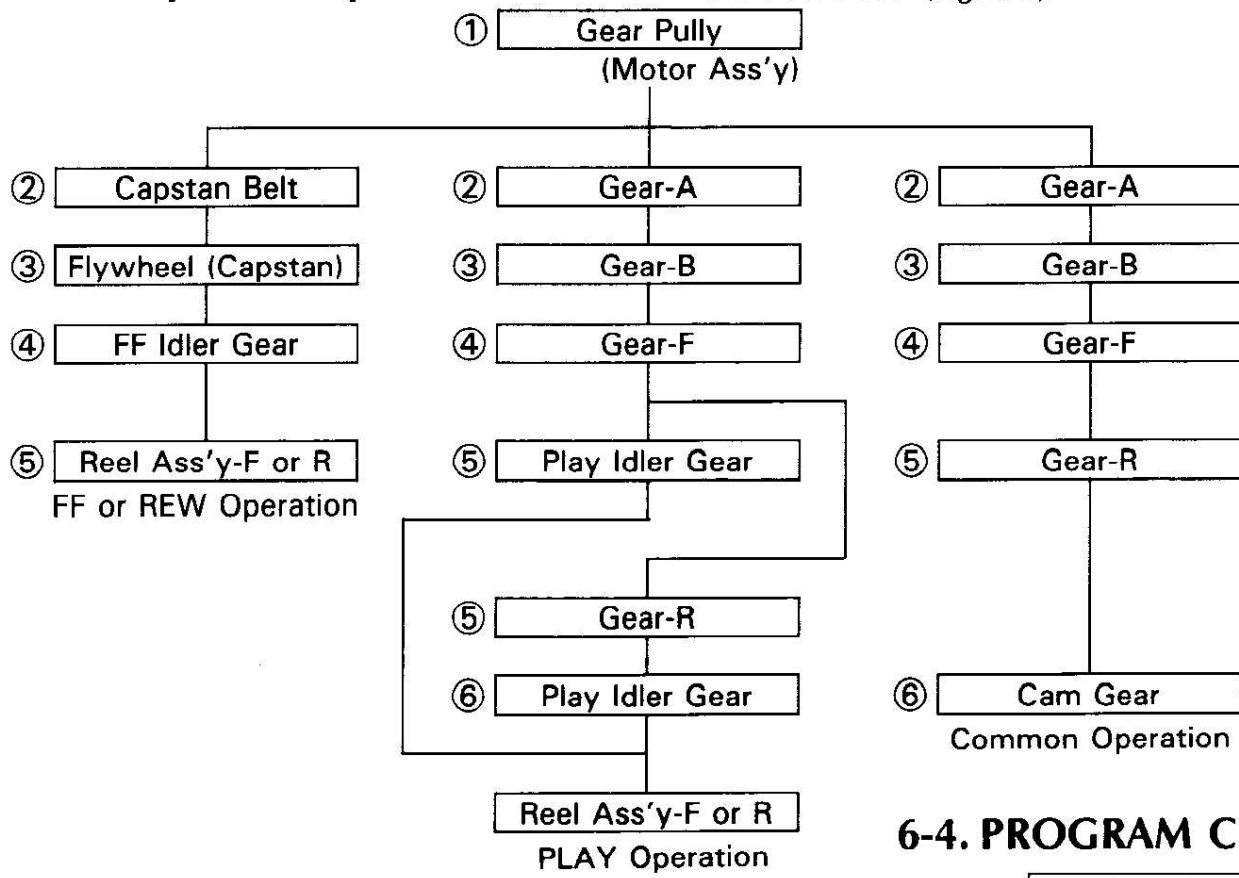 ① Gear Pully
(Motor Ass'y)
② Capstan Belt
③ Flywheel (Capstan)
④ FF Idler Gear
⑤ Reel Ass'y-F or R
FF or REW Operation
② Gear-A
③ Gear-B
④ Gear-F
⑤ Play Idler Gear
⑤ Gear-R
⑥ Play Idler Gear
Reel Ass'y-F or R
PLAY Operation
② Gear-A
③ Gear-B
④ Gear-F
⑤ Gear-R
⑥ Cam Gear
Common Operation
6-4. PROGRAM C